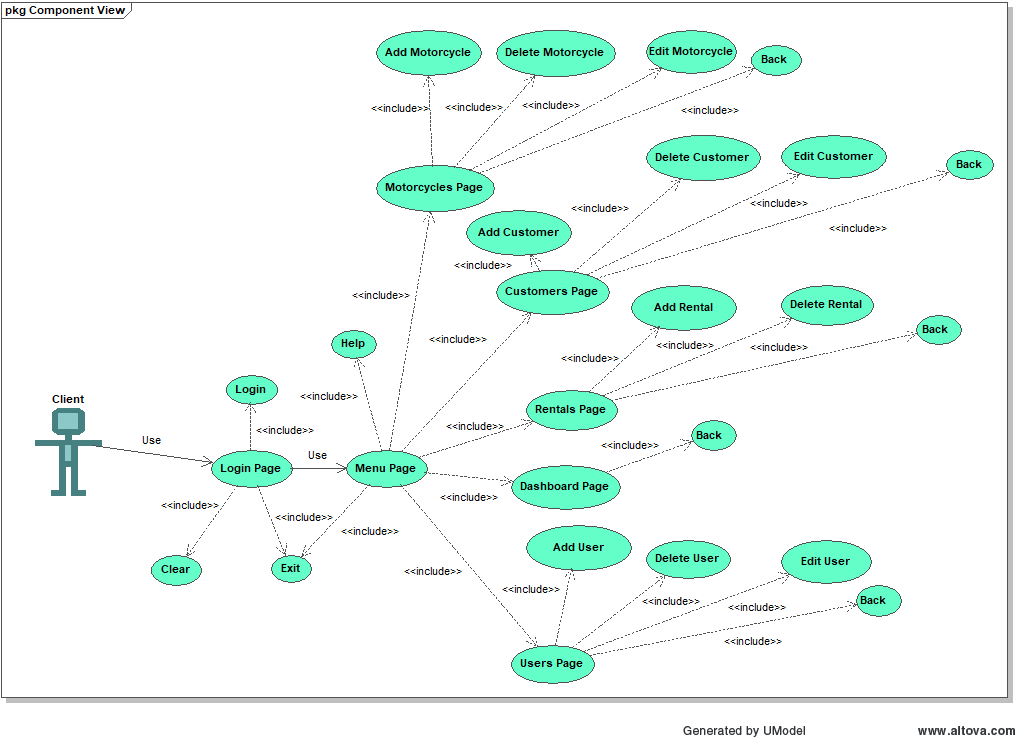 pkg Component View
Add Motorcycle
Delete Motorcycle
Edit Motorcycle
Back
<<include>>
<<include>>
<<include>>
<<include>>
Motorcycles Page
Delete Customer
Edit Customer
Back
<<include>>
<<include>>
<<include>>
Add Customer
<<include>>
Customers Page
<<include>>
Add Rental
Delete Rental
Back
<<include>>
<<include>>
<<include>>
<<include>>
Help
Rentals Page
Login
<<include>>
Client
Use
<<include>>
<<include>>
Back
<<include>>
Login Page
Use
Menu Page
Dashboard Page
<<include>>
<<include>>
<<include>>
<<include>>
<<include>>
Clear
Exit
Add User
Delete User
Edit User
Back
<<include>>
<<include>>
<<include>>
<<include>>
Users Page
Generated by UModel
www.altova.com